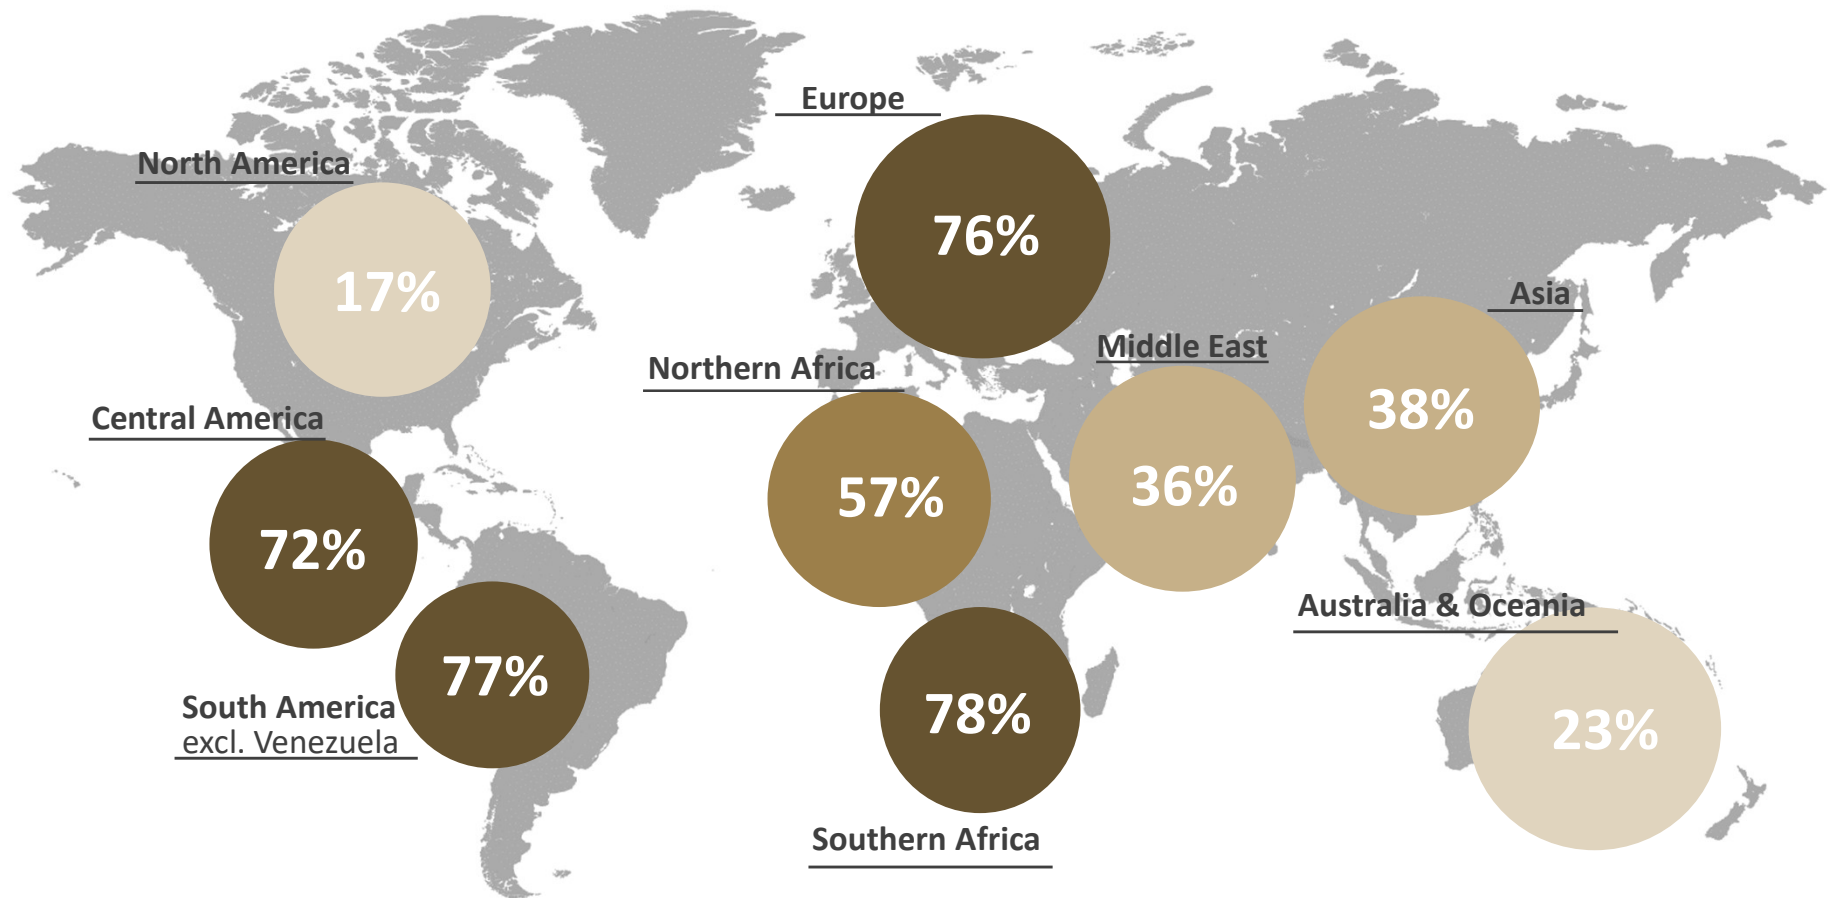 Europe
76%
North America
17%
Asia
38%
Middle East
36%
Northern Africa
57%
Central America
72%
South America
excl. Venezuela
77%
Southern Africa
78%
Australia & Oceania
23%